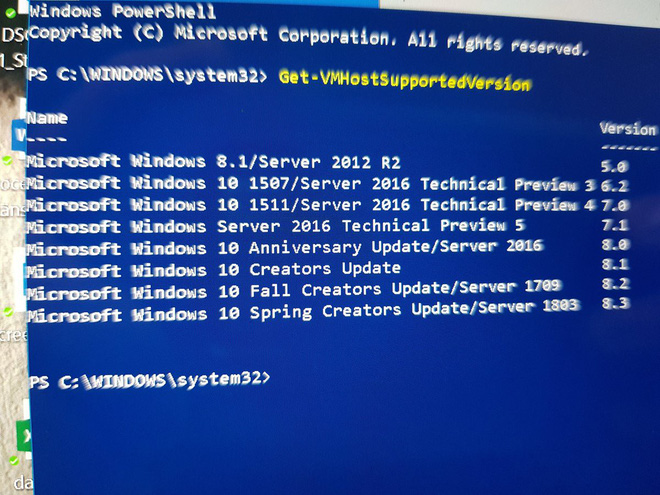 Windows PowerShell
Copyright (C) Microsoft Corporation. All rights reserved.
PS C:\WINDOWS\system32> Get-VMHostSupportedVersion
Name Version
---- -------
Microsoft Windows 8.1/Server 2012 R2 5.0
Microsoft Windows 10 1507/Server 2016 Technical Preview 3 6.2
Microsoft Windows 10 1511/Server 2016 Technical Preview 4 7.0
Microsoft Windows Server 2016 Technical Preview 5 7.1
Microsoft Windows 10 Anniversary Update/Server 2016 8.0
Microsoft Windows 10 Creators Update 8.1
Microsoft Windows 10 Fall Creators Update/Server 1709 8.2
Microsoft Windows 10 Spring Creators Update/Server 1803 8.3
PS C:\WINDOWS\system32>